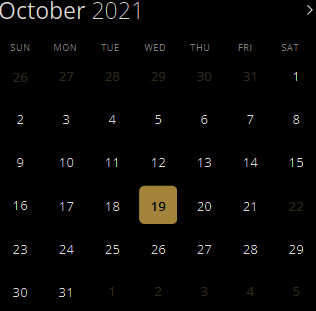 October 2021 >
SUN MON TUE WED THU FRI SAT
26 27 28 29 30 31 1
2 3 4 5 6 7 8
9 10 11 12 13 14 15
16 17 18 19 20 21 22
23 24 25 26 27 28 29
30 31 1 2 3 4 5